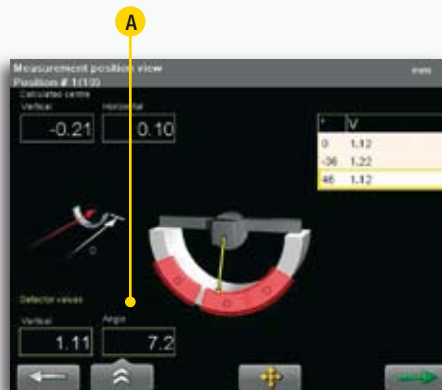 A
Measurement position view
Position # 1(10)
mm
Calculated centre
Vertical Horizontal
-0.21 0.10
° V
0 1.12
-36 1.22
46 1.12
Detector values
Vertical Angle
1.11 7.2